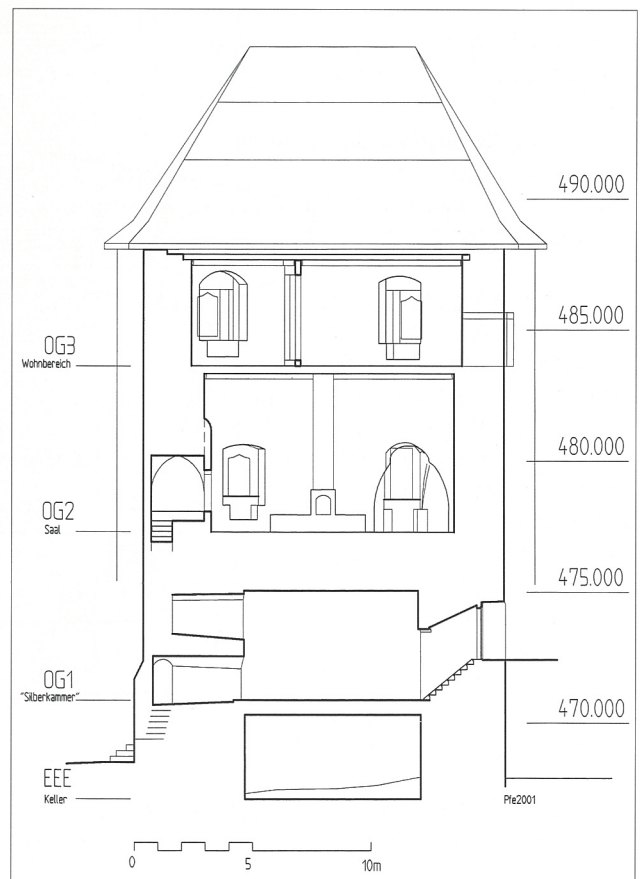 490.000
485.000
OG3
Wohnbereich
480.000
OG2
Saal
475.000
OG1
"Silberkammer"
470.000
EEE
Keller
Pfe2001
0 5 10m